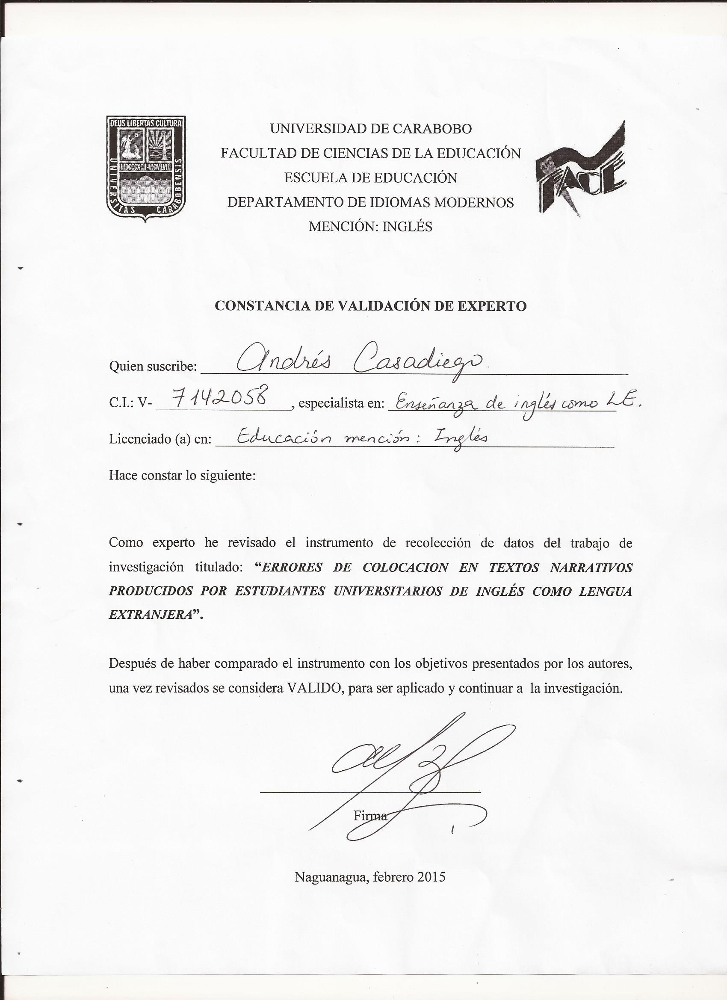 DEUS LIBERTAS CULTURA
MDCCCXCII-MCMLVIII
UNIVERSITAS CARABOBENSIS
UNIVERSIDAD DE CARABOBO
FACULTAD DE CIENCIAS DE LA EDUCACIÓN
ESCUELA DE EDUCACIÓN
DEPARTAMENTO DE IDIOMAS MODERNOS
MENCIÓN: INGLÉS
UC
FACE
CONSTANCIA DE VALIDACIÓN DE EXPERTO
Quien suscribe: Andrés Casadiego.
C.I.: V- 7142058, especialista en: Enseñanza de inglés como LE.
Licenciado (a) en: Educación mención: Inglés
Hace constar lo siguiente:
Como experto he revisado el instrumento de recolección de datos del trabajo de
investigación titulado: “ERRORES DE COLOCACION EN TEXTOS NARRATIVOS
PRODUCIDOS POR ESTUDIANTES UNIVERSITARIOS DE INGLÉS COMO LENGUA
EXTRANJERA”.
Después de haber comparado el instrumento con los objetivos presentados por los autores,
una vez revisados se considera VALIDO, para ser aplicado y continuar a la investigación.
Firma
Naguanagua, febrero 2015